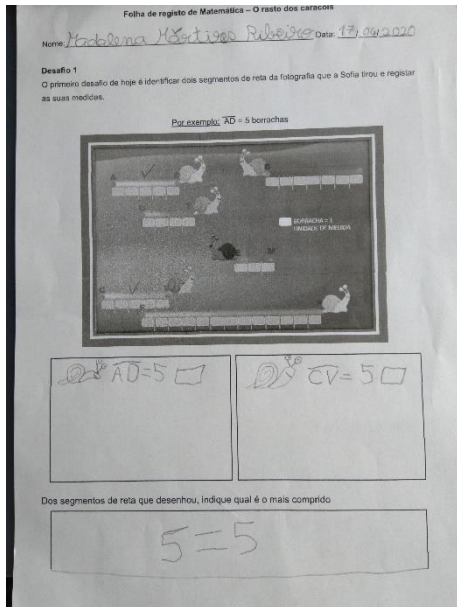 Folha de registo de Matemática – O rasto dos caracóis
Nome: Madalena Mártires Ribeiro Data: 17/04/2020
Desafio 1
O primeiro desafio de hoje é identificar dois segmentos de reta da fotografia que a Sofia tirou e registar
as suas medidas.
Por exemplo: AD = 5 borrachas
BORRACHA = 1
UNIDADE DE MEDIDA
AD = 5
CV = 5
Dos segmentos de reta que desenhou, indique qual é o mais comprido
5 = 5